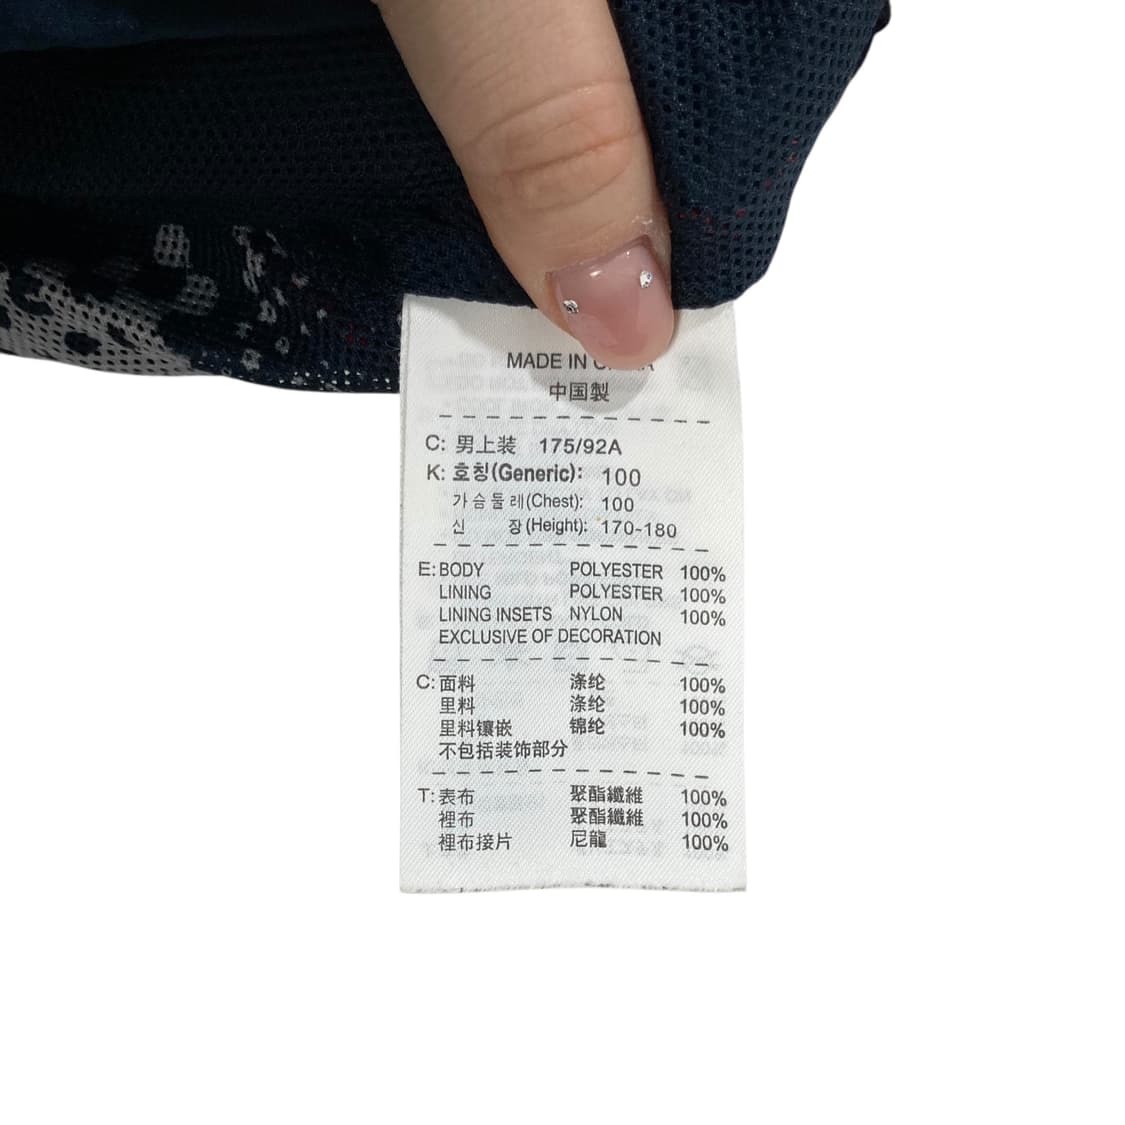 MADE IN
中国製
C: 男上装 175/92A
K: 호칭(Generic): 100
가슴둘레(Chest): 100
신 장(Height): 170-180
E: BODY POLYESTER 100%
LINING POLYESTER 100%
LINING INSETS NYLON 100%
EXCLUSIVE OF DECORATION
C: 面料 涤纶 100%
里料 涤纶 100%
里料镶嵌 锦纶 100%
不包括装饰部分
T: 表布 聚酯纖維 100%
裡布 聚酯纖維 100%
裡布接片 尼龍 100%